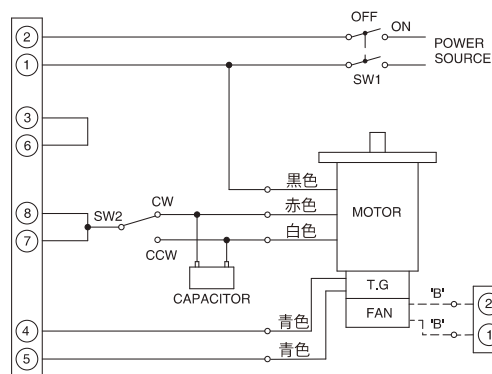 OFF
ON
2
POWER
SOURCE
1
SW1
3
6
黒色
MOTOR
8
CW
赤色
SW2
7
白色
CCW
CAPACITOR
T.G
FAN
"B"
2
"B"
1
4
青色
5
青色